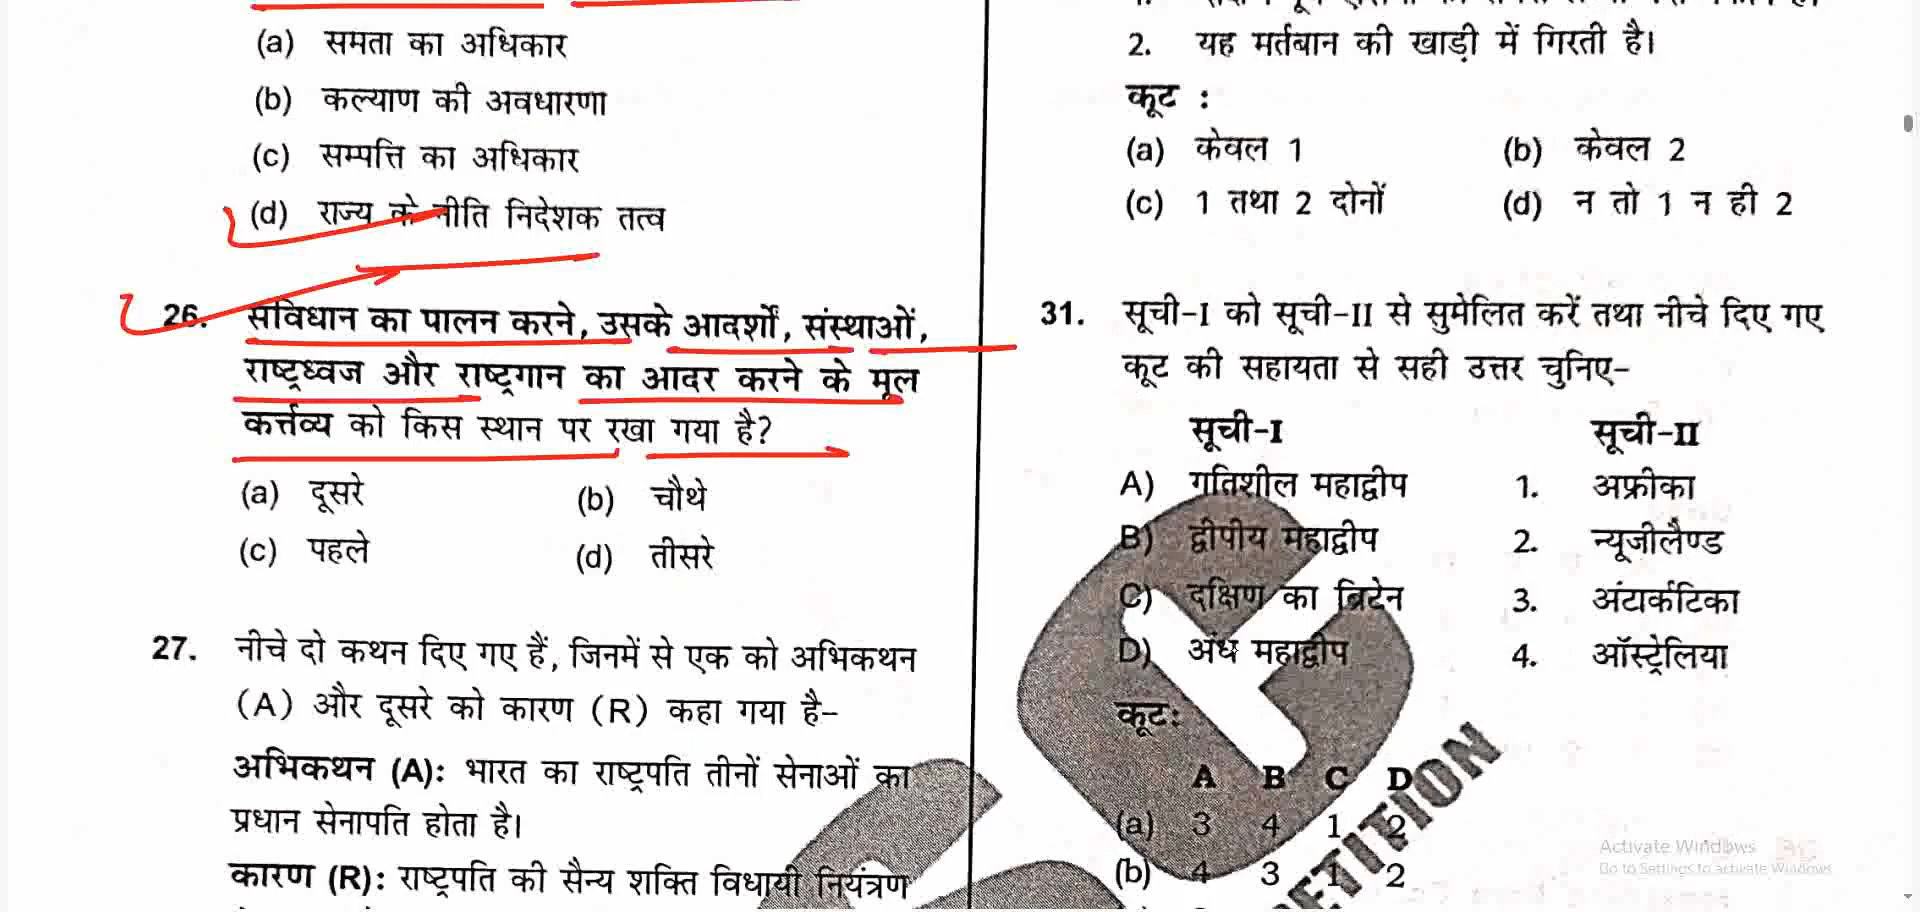 (a) समता का अधिकार
(b) कल्याण की अवधारणा
(c) सम्पत्ति का अधिकार
(d) राज्य के नीति निदेशक तत्व
26. संविधान का पालन करने, उसके आदर्शों, संस्थाओं,
राष्ट्रध्वज और राष्ट्रगान का आदर करने के मूल
कर्त्तव्य को किस स्थान पर रखा गया है?
(a) दूसरे (b) चौथे
(c) पहले (d) तीसरे
27. नीचे दो कथन दिए गए हैं, जिनमें से एक को अभिकथन
(A) और दूसरे को कारण (R) कहा गया है–
अभिकथन (A): भारत का राष्ट्रपति तीनों सेनाओं का
प्रधान सेनापति होता है।
कारण (R): राष्ट्रपति की सैन्य शक्ति विधायी नियंत्रण
2. यह मर्तबान की खाड़ी में गिरती है।
कूट :
(a) केवल 1 (b) केवल 2
(c) 1 तथा 2 दोनों (d) न तो 1 न ही 2
31. सूची-I को सूची-II से सुमेलित करें तथा नीचे दिए गए
कूट की सहायता से सही उत्तर चुनिए–
सूची-I सूची-II
A) गतिशील महाद्वीप 1. अफ्रीका
B) द्वीपीय महाद्वीप 2. न्यूजीलैण्ड
C) दक्षिण का ब्रिटेन 3. अंटार्कटिका
D) अंध महाद्वीप 4. ऑस्ट्रेलिया
कूट:
A B C D
(a) 3 4 1 2
(b) 4 3 1 2
Activate Windows
Go to Settings to activate Windows